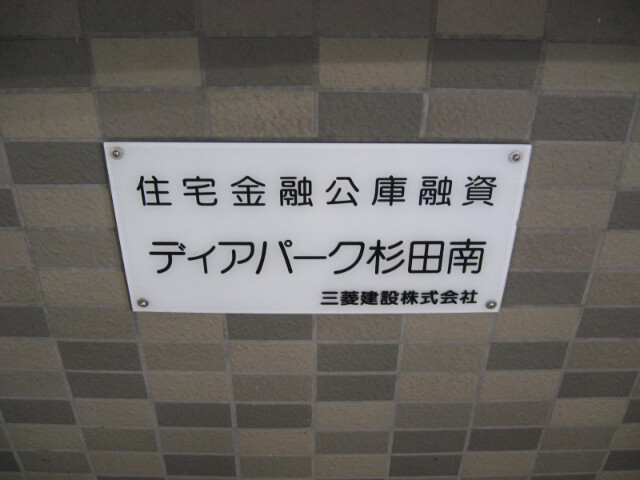 住宅金融公庫融資
ディアパーク杉田南
三菱建設株式会社